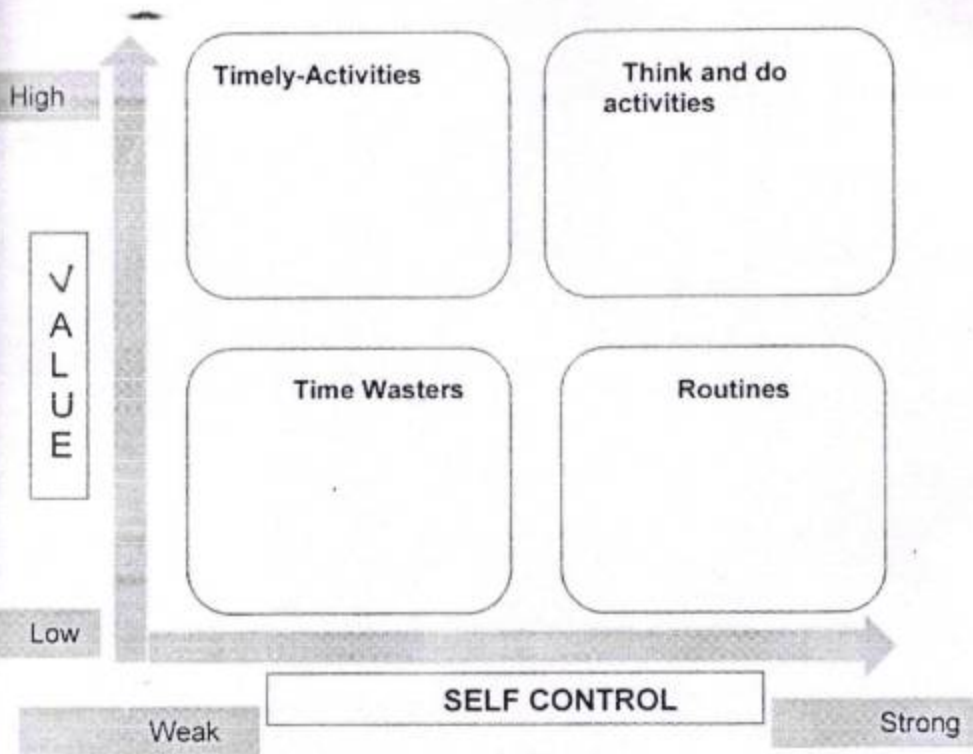 Timely-Activities
Think and do
activities
High
V
A
L
U
E
Time Wasters
Routines
Low
SELF CONTROL
Weak
Strong